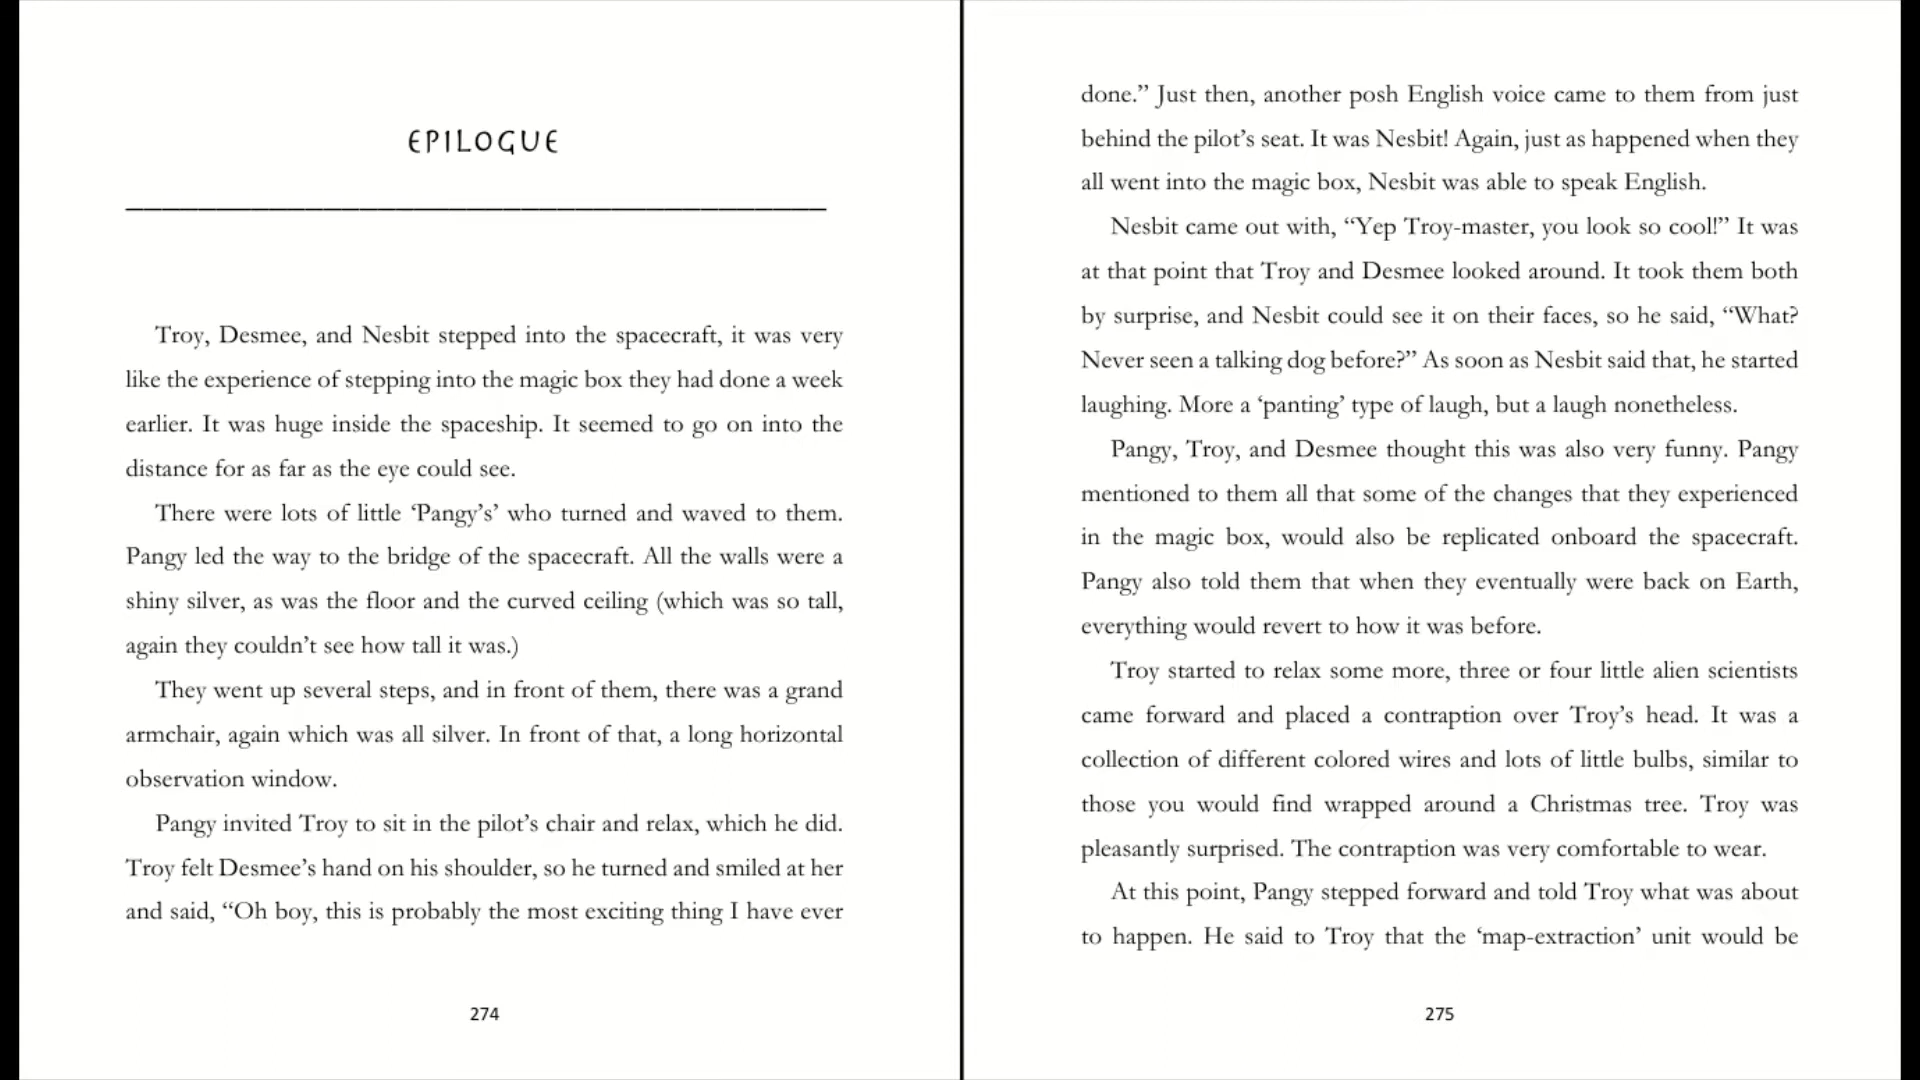 EPILOGUE
Troy, Desmee, and Nesbit stepped into the spacecraft, it was very
like the experience of stepping into the magic box they had done a week
earlier. It was huge inside the spaceship. It seemed to go on into the
distance for as far as the eye could see.
There were lots of little ‘Pangy’s’ who turned and waved to them.
Pangy led the way to the bridge of the spacecraft. All the walls were a
shiny silver, as was the floor and the curved ceiling (which was so tall,
again they couldn’t see how tall it was.)
They went up several steps, and in front of them, there was a grand
armchair, again which was all silver. In front of that, a long horizontal
observation window.
Pangy invited Troy to sit in the pilot’s chair and relax, which he did.
Troy felt Desmee’s hand on his shoulder, so he turned and smiled at her
and said, “Oh boy, this is probably the most exciting thing I have ever
274
done.” Just then, another posh English voice came to them from just
behind the pilot’s seat. It was Nesbit! Again, just as happened when they
all went into the magic box, Nesbit was able to speak English.
Nesbit came out with, “Yep Troy-master, you look so cool!” It was
at that point that Troy and Desmee looked around. It took them both
by surprise, and Nesbit could see it on their faces, so he said, “What?
Never seen a talking dog before?” As soon as Nesbit said that, he started
laughing. More a ‘panting’ type of laugh, but a laugh nonetheless.
Pangy, Troy, and Desmee thought this was also very funny. Pangy
mentioned to them all that some of the changes that they experienced
in the magic box, would also be replicated onboard the spacecraft.
Pangy also told them that when they eventually were back on Earth,
everything would revert to how it was before.
Troy started to relax some more, three or four little alien scientists
came forward and placed a contraption over Troy’s head. It was a
collection of different colored wires and lots of little bulbs, similar to
those you would find wrapped around a Christmas tree. Troy was
pleasantly surprised. The contraption was very comfortable to wear.
At this point, Pangy stepped forward and told Troy what was about
to happen. He said to Troy that the ‘map-extraction’ unit would be
275